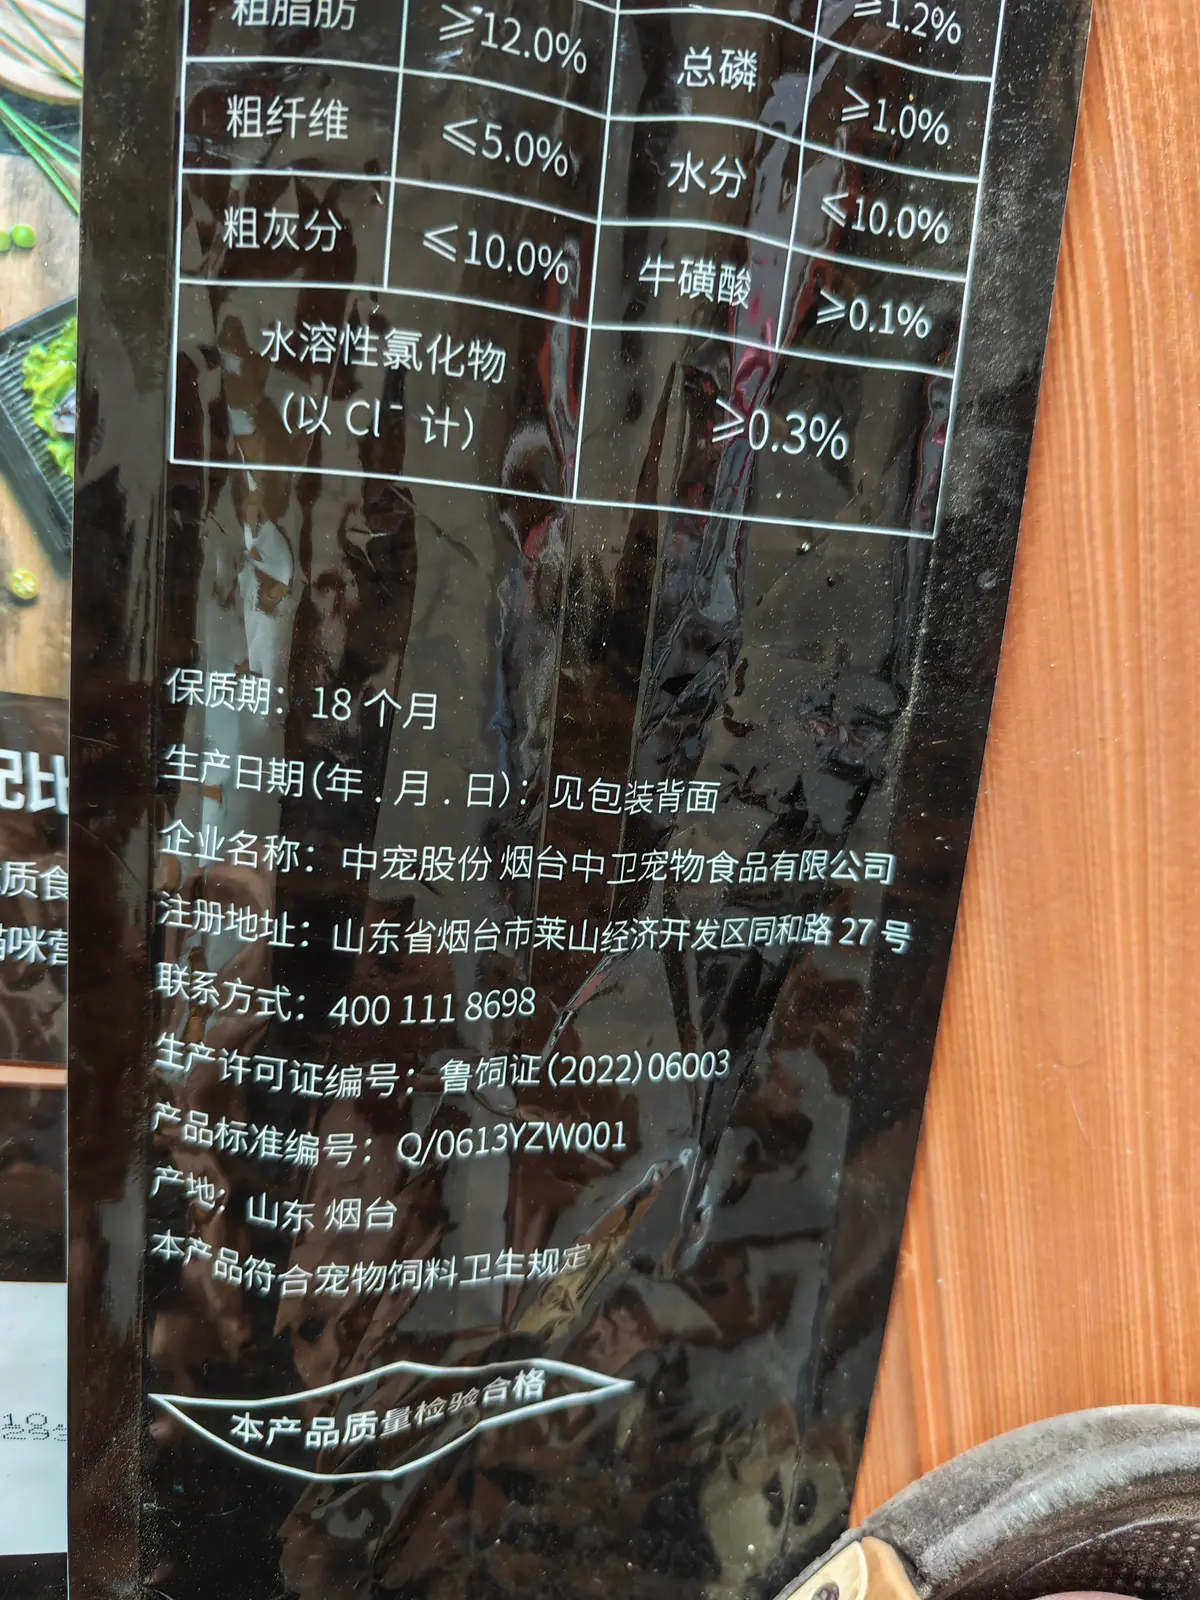 粗脂肪 ≥12.0%
≥1.2%
总磷 ≥1.0%
粗纤维 ≤5.0%
水分 ≤10.0%
粗灰分 ≤10.0%
牛磺酸 ≥0.1%
水溶性氯化物
(以 Cl⁻ 计)
≥0.3%
保质期：18 个月
生产日期(年 . 月 . 日)：见包装背面
企业名称：中宠股份 烟台中卫宠物食品有限公司
注册地址：山东省烟台市莱山经济开发区同和路 27 号
联系方式：400 111 8698
生产许可证编号：鲁饲证(2022)06003
产品标准编号：Q/0613YZW001
产地：山东 烟台
本产品符合宠物饲料卫生规定
本产品质量检验合格
配比
质食
猫咪营